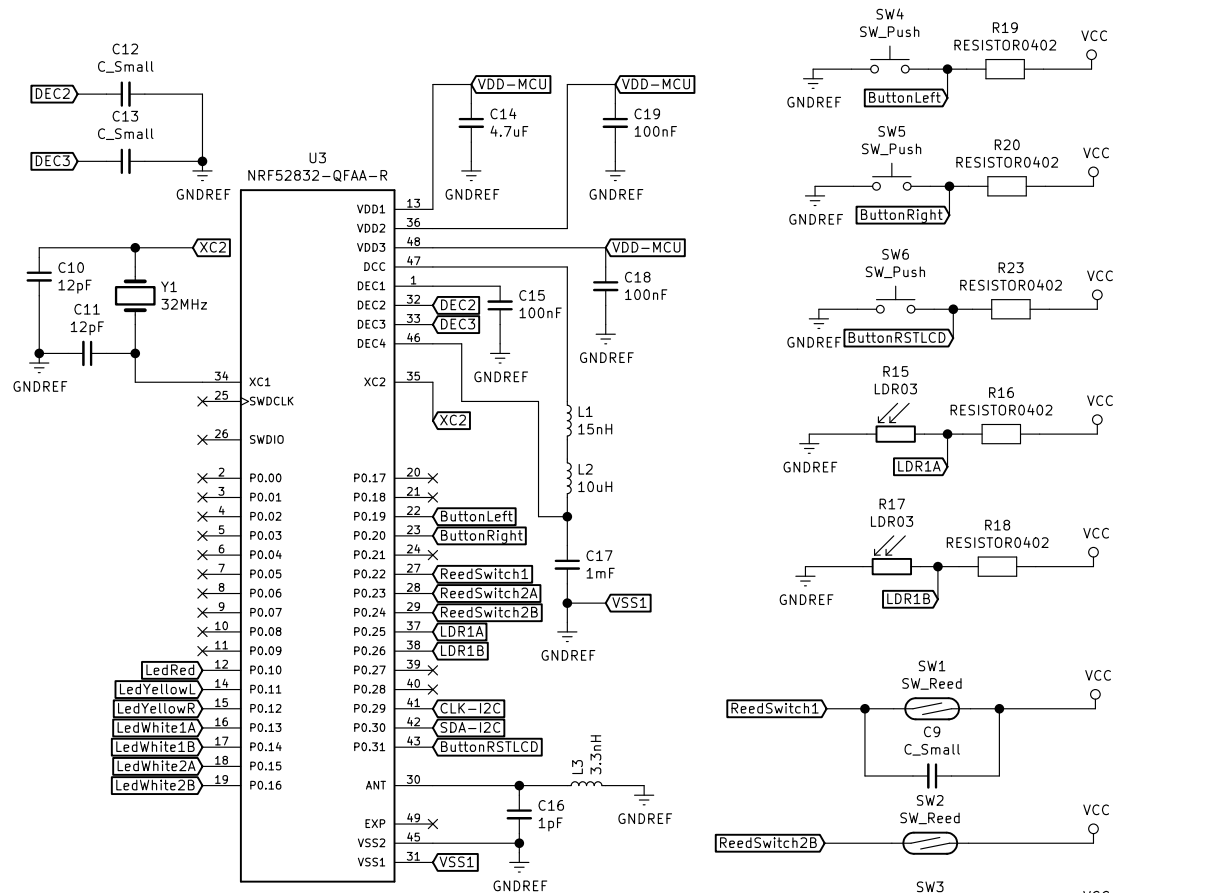 C12
C_Small
DEC2
C13
C_Small
DEC3
GNDREF
XC2
C10
12pF
Y1
32MHz
C11
12pF
GNDREF
U3
NRF52832-QFAA-R
VDD1 13
VDD2 36
VDD3 48
DCC 47
DEC1 1
DEC2 32 DEC2
DEC3 33 DEC3
DEC4 46
34 XC1
XC2 35
XC2
25 SWDCLK
26 SWDIO
2 P0.00 P0.17 20
3 P0.01 P0.18 21
4 P0.02 P0.19 22 ButtonLeft
5 P0.03 P0.20 23 ButtonRight
6 P0.04 P0.21 24
7 P0.05 P0.22 27 ReedSwitch1
8 P0.06 P0.23 28 ReedSwitch2A
9 P0.07 P0.24 29 ReedSwitch2B
10 P0.08 P0.25 37 LDR1A
11 P0.09 P0.26 38 LDR1B
LedRed 12 P0.10 P0.27 39
LedYellowL 14 P0.11 P0.28 40
LedYellowR 15 P0.12 P0.29 41 CLK-I2C
LedWhite1A 16 P0.13 P0.30 42 SDA-I2C
LedWhite1B 17 P0.14 P0.31 43 ButtonRSTLCD
LedWhite2A 18 P0.15
LedWhite2B 19 P0.16
ANT 30
EXP 49
VSS2 45
VSS1 31 VSS1
VDD-MCU
C14
4.7uF
GNDREF
VDD-MCU
C19
100nF
GNDREF
VDD-MCU
C18
100nF
GNDREF
C15
100nF
GNDREF
L1
15nH
L2
10uH
C17
1mF
VSS1
GNDREF
L3
3.3nH
GNDREF
C16
1pF
GNDREF
SW4
SW_Push
R19
RESISTOR0402
VCC
GNDREF
ButtonLeft
SW5
SW_Push
R20
RESISTOR0402
VCC
GNDREF
ButtonRight
SW6
SW_Push
R23
RESISTOR0402
VCC
GNDREF
ButtonRSTLCD
R15
LDR03
R16
RESISTOR0402
VCC
GNDREF
LDR1A
R17
LDR03
R18
RESISTOR0402
VCC
GNDREF
LDR1B
SW1
SW_Reed
VCC
ReedSwitch1
C9
C_Small
SW2
SW_Reed
VCC
ReedSwitch2B
SW3